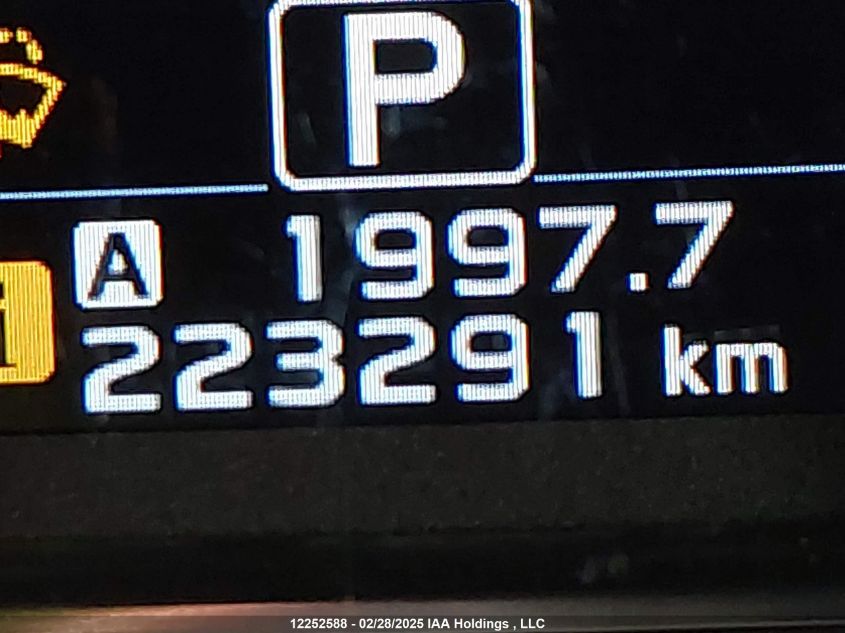 P
A 1997.7
i
223291 km
12252588 - 02/28/2025 IAA Holdings , LLC